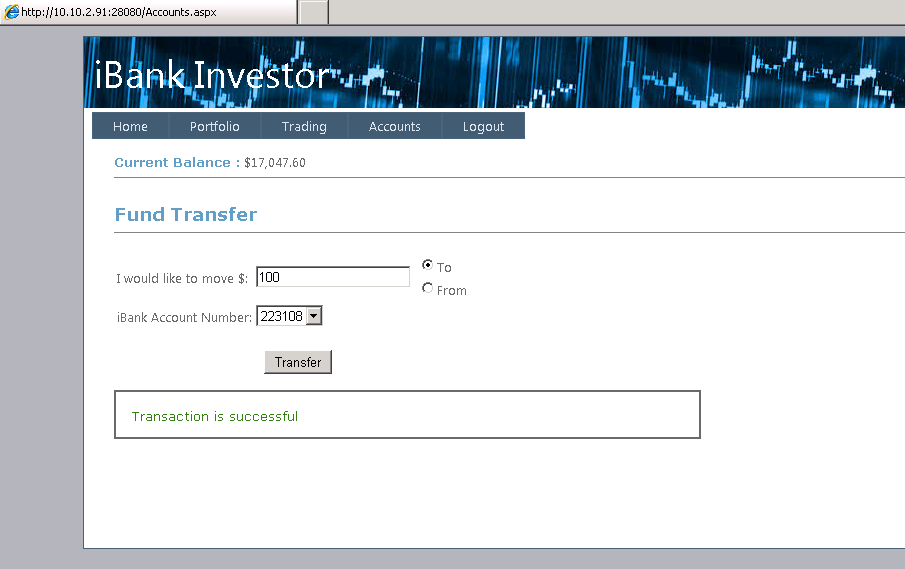 http://10.10.2.91:28080/Accounts.aspx
iBank Investor
Home Portfolio Trading Accounts Logout
Current Balance : $17,047.60
Fund Transfer
I would like to move $: 100 To
From
iBank Account Number: 223108
Transfer
Transaction is successful